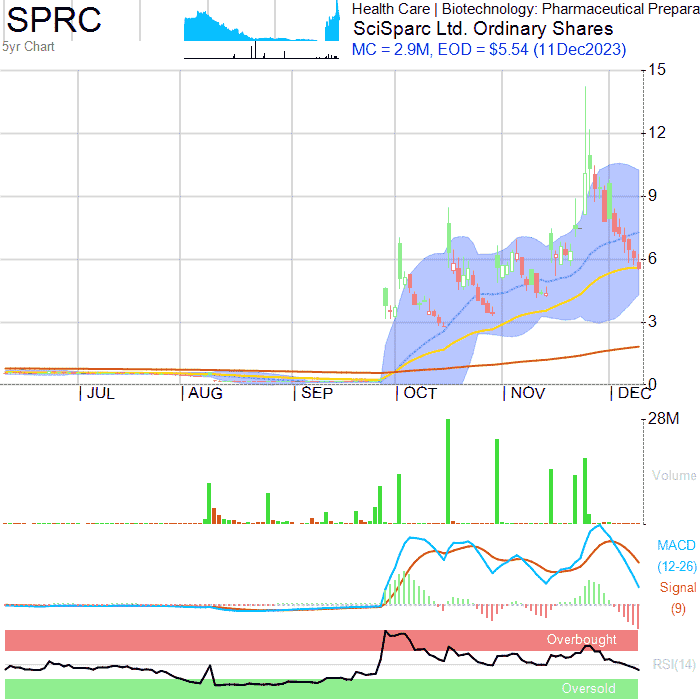 SPRC
5yr Chart
Health Care | Biotechnology: Pharmaceutical Prepara
SciSparc Ltd. Ordinary Shares
MC = 2.9M, EOD = $5.54 (11Dec2023)
15
12
9
6
3
0
JUL
AUG
SEP
OCT
NOV
DEC
28M
Volume
MACD
(12-26)
Signal
(9)
Overbought
RSI(14)
Oversold